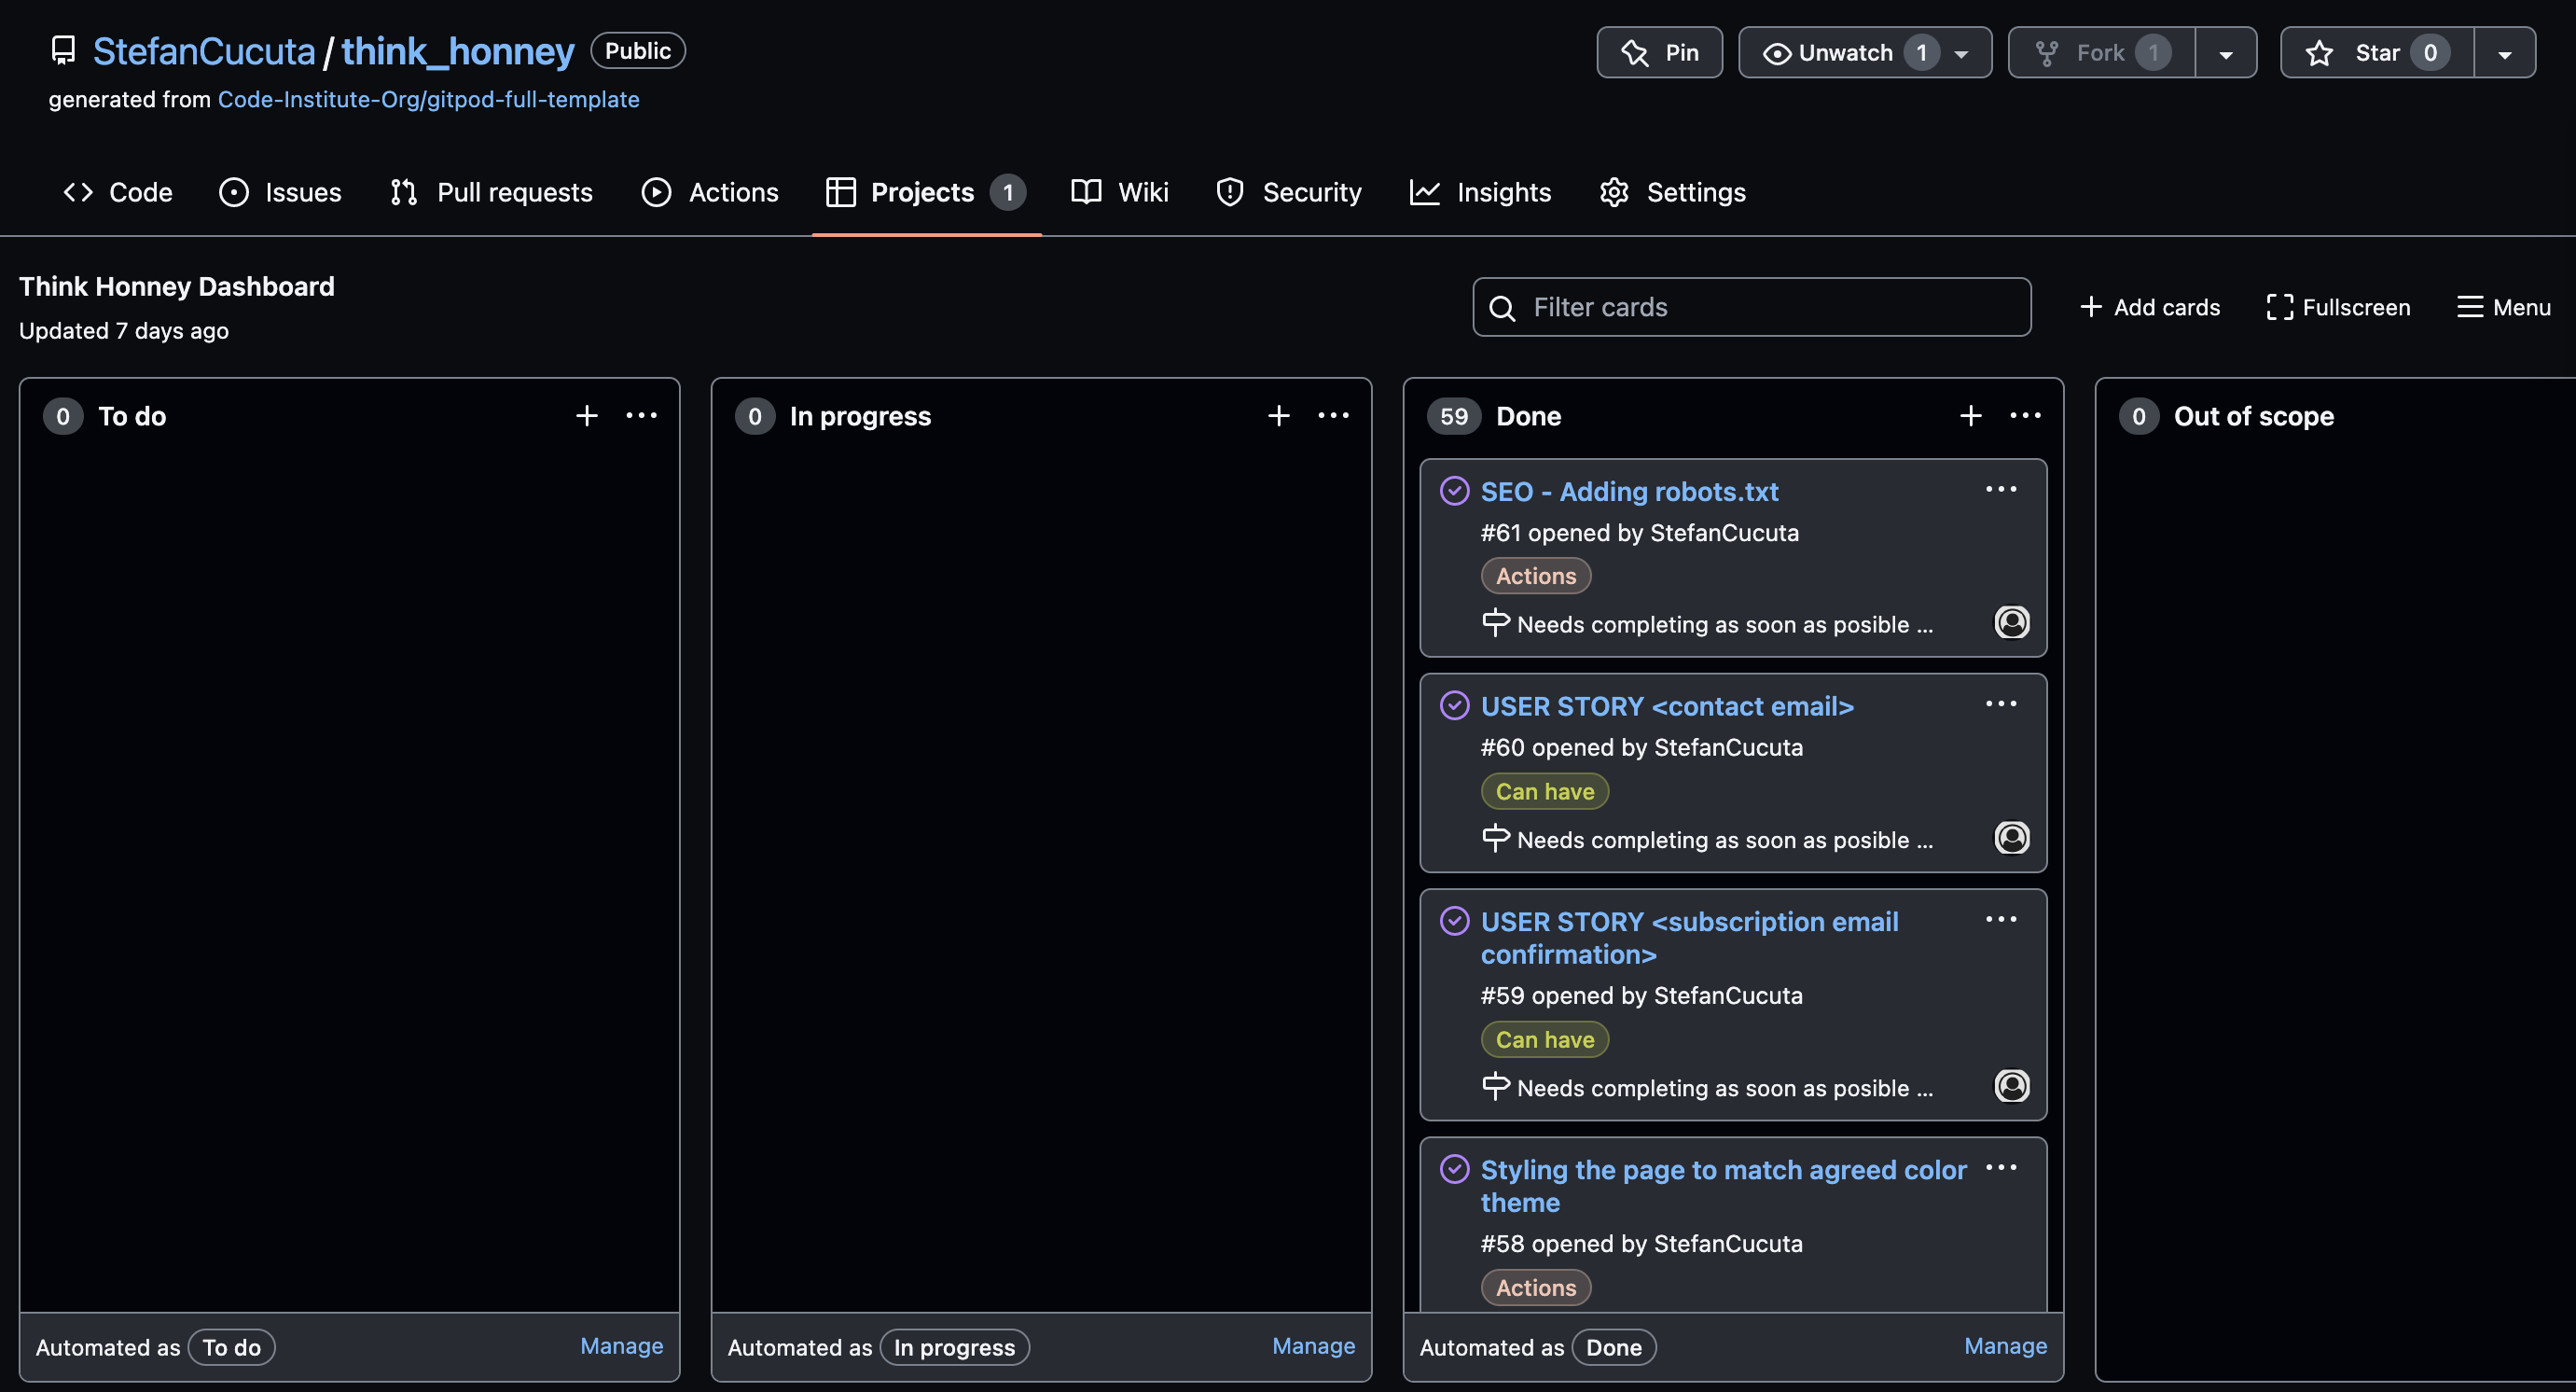 StefanCucuta / think_honney Public
Pin Unwatch 1 Fork 1 Star 0
generated from Code-Institute-Org/gitpod-full-template
Code Issues Pull requests Actions Projects 1 Wiki Security Insights Settings
Think Honney Dashboard
Updated 7 days ago
Filter cards
+ Add cards Fullscreen Menu
0 To do
Automated as To do Manage
0 In progress
Automated as In progress Manage
59 Done
SEO - Adding robots.txt
#61 opened by StefanCucuta
Actions
Needs completing as soon as posible ...
USER STORY <contact email>
#60 opened by StefanCucuta
Can have
Needs completing as soon as posible ...
USER STORY <subscription email
confirmation>
#59 opened by StefanCucuta
Can have
Needs completing as soon as posible ...
Styling the page to match agreed color
theme
#58 opened by StefanCucuta
Actions
Automated as Done Manage
0 Out of scope